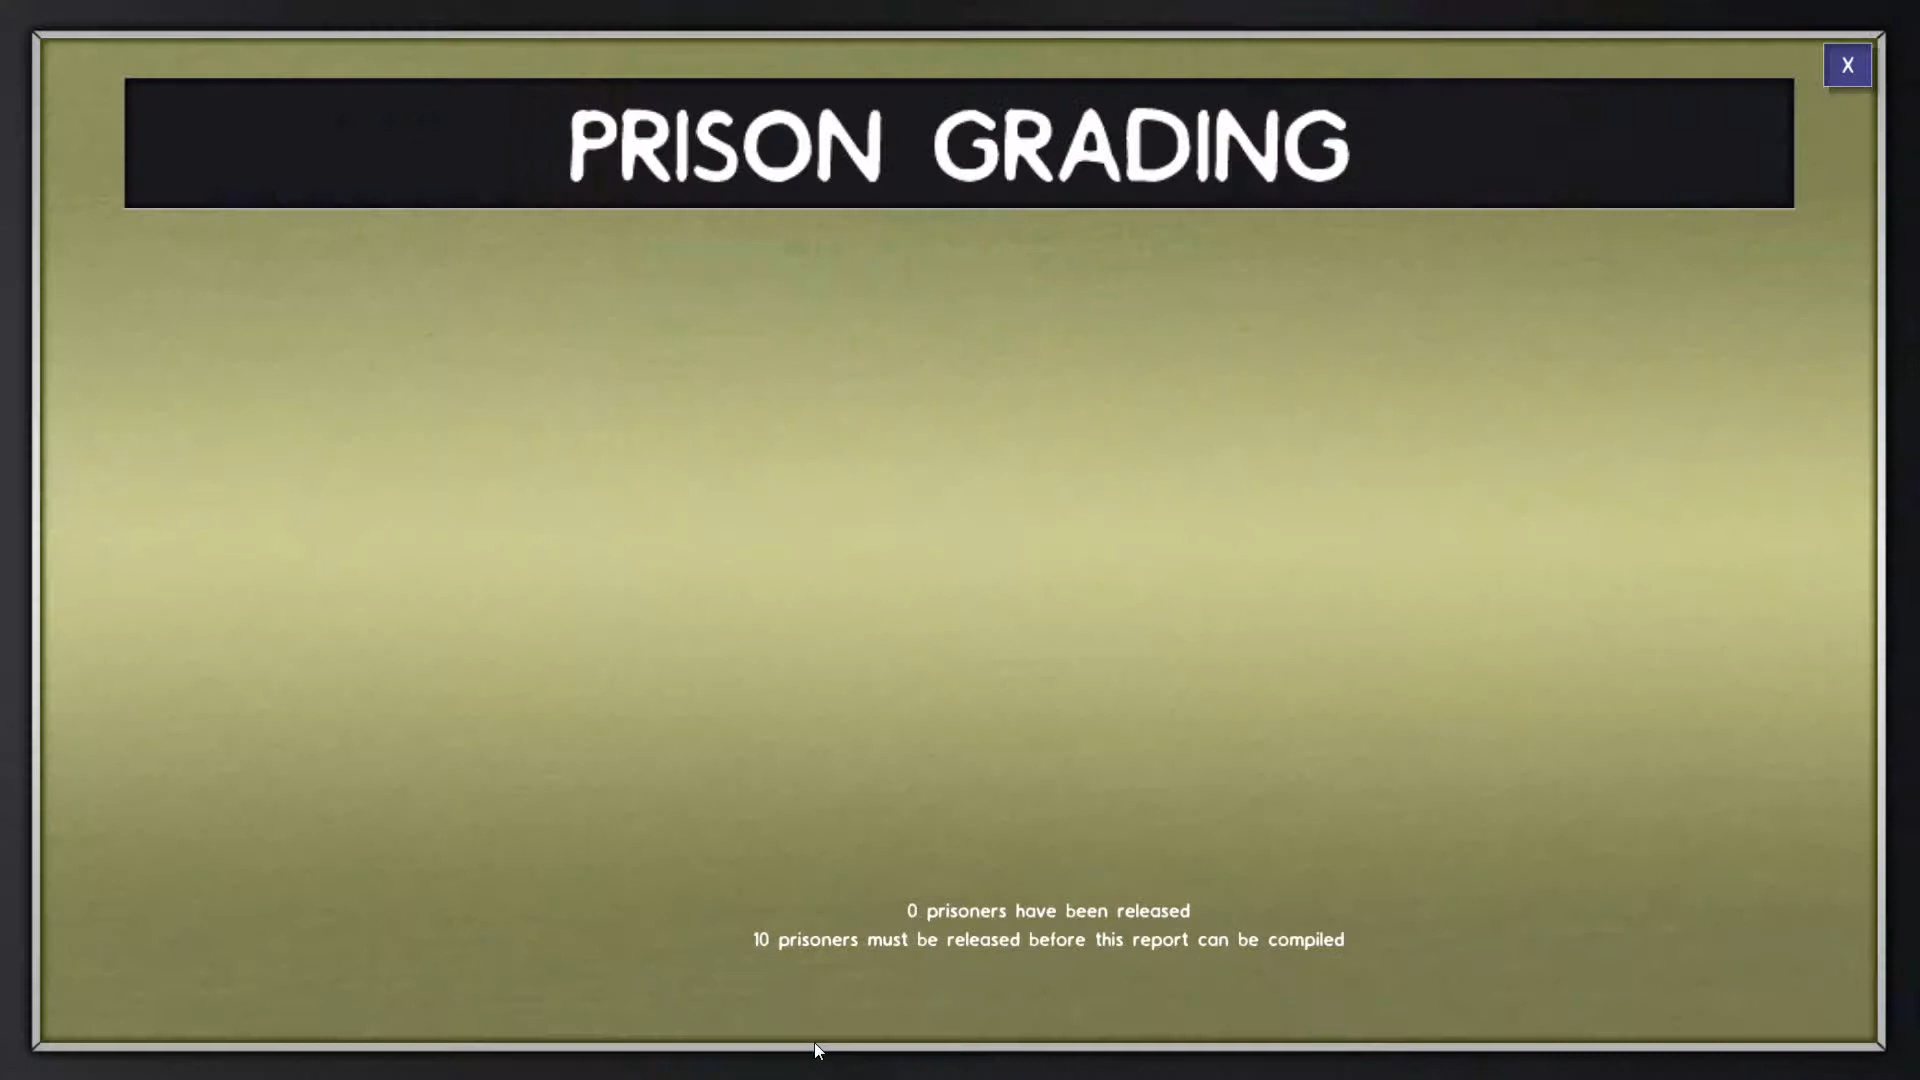 X
PRISON GRADING
0 prisoners have been released
10 prisoners must be released before this report can be compiled